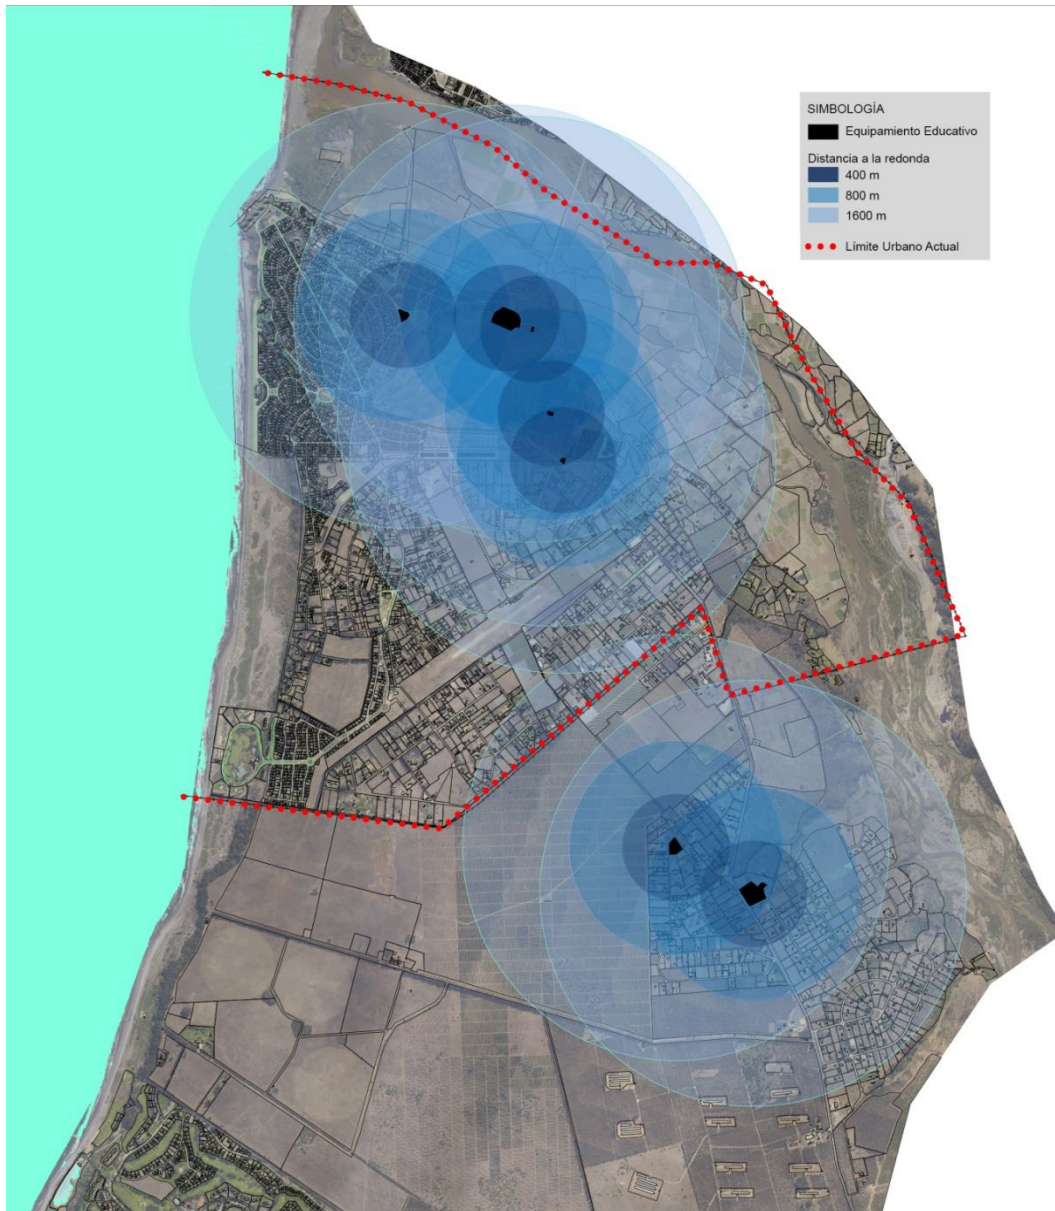 SIMBOLOGÍA
Equipamiento Educativo
Distancia a la redonda
400 m
800 m
1600 m
Límite Urbano Actual